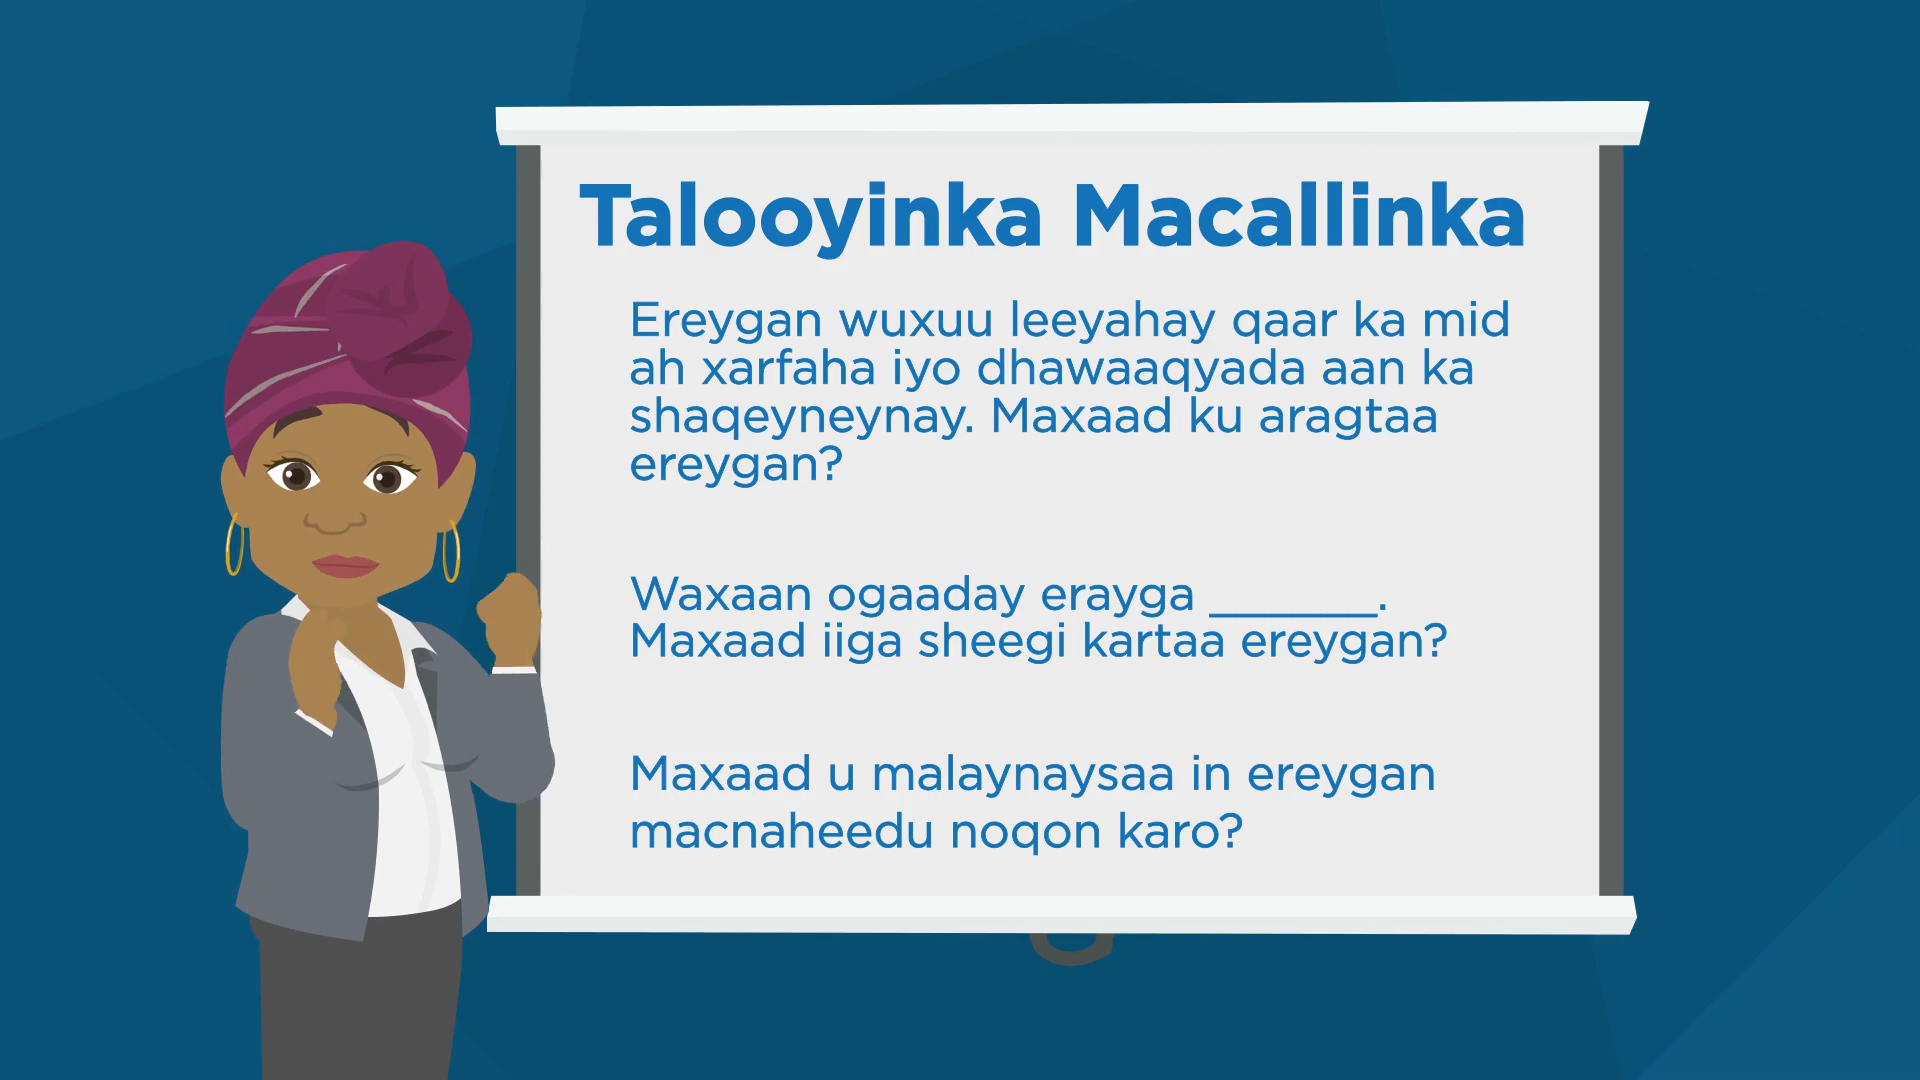 Talooyinka Macallinka
Ereygan wuxuu leeyahay qaar ka mid
ah xarfaha iyo dhawaaqyada aan ka
shaqeyneynay. Maxaad ku aragtaa
ereygan?
Waxaan ogaaday erayga _______.
Maxaad iiga sheegi kartaa ereygan?
Maxaad u malaynaysaa in ereygan
macnaheedu noqon karo?